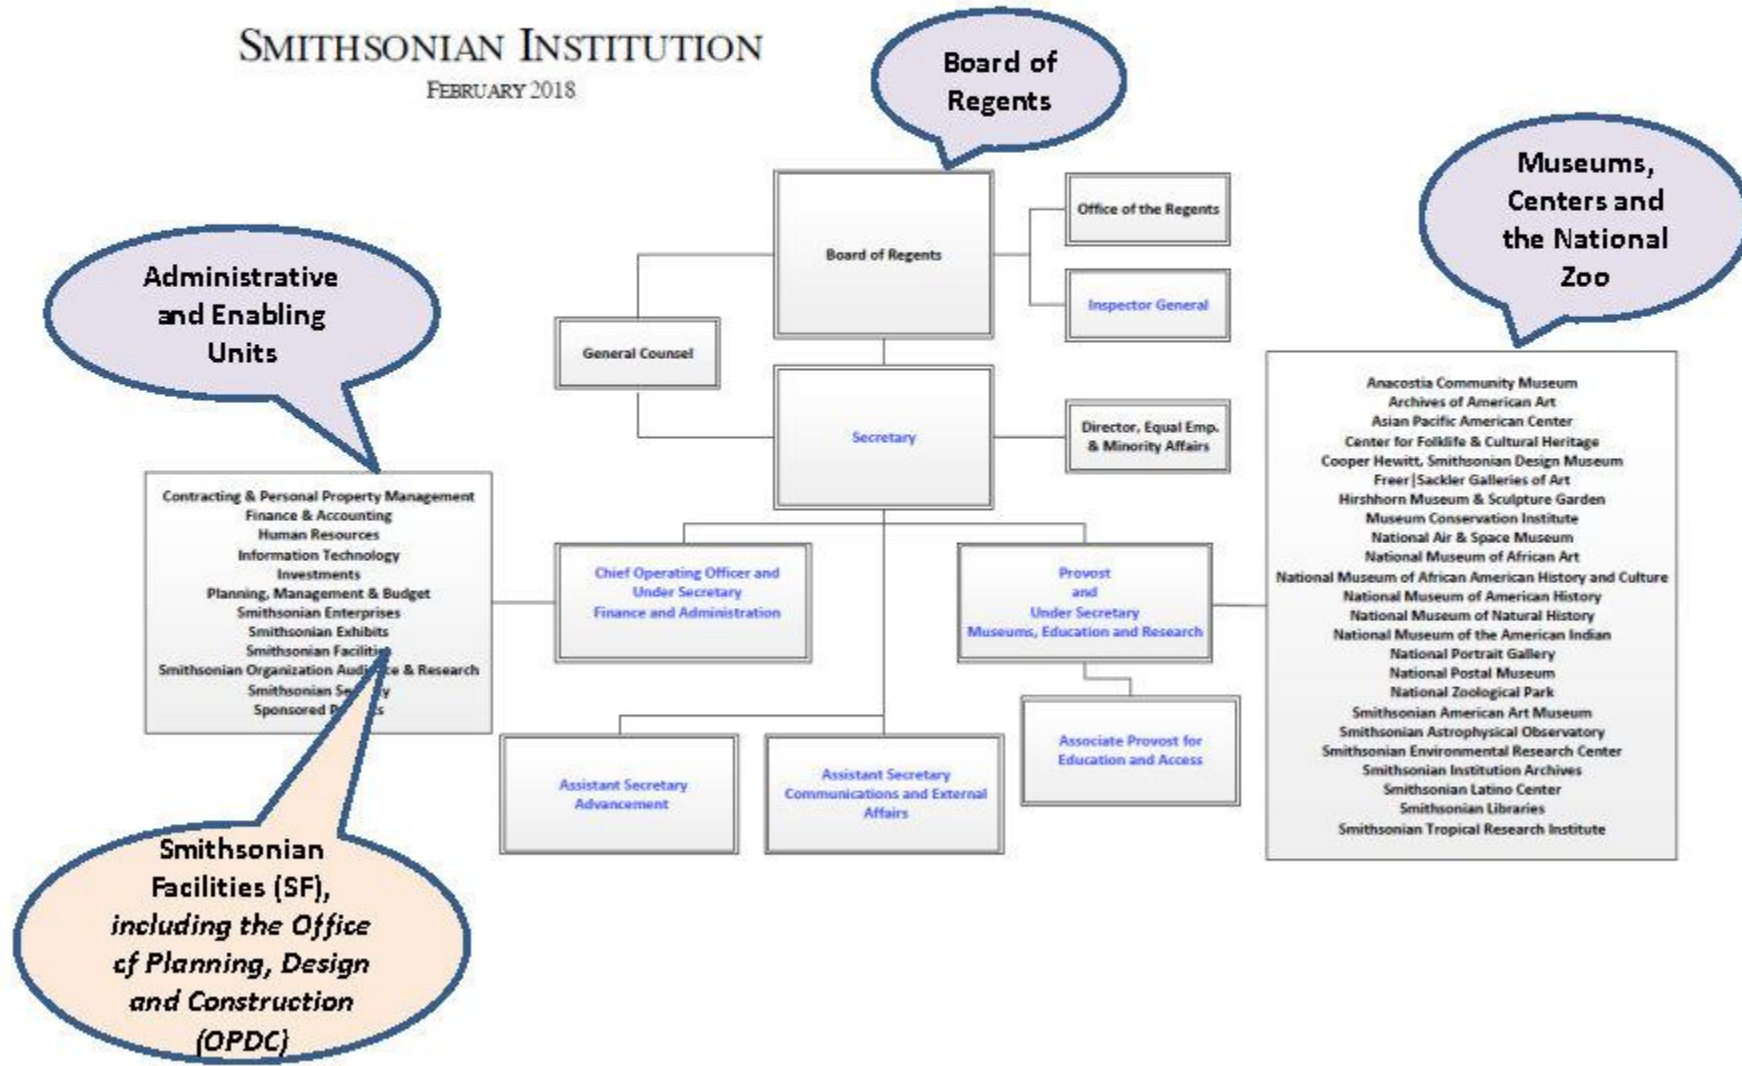 SMITHSONIAN INSTITUTION
FEBRUARY 2018
Board of
Regents
Museums,
Centers and
the National
Zoo
Administrative
and Enabling
Units
Board of Regents
Office of the Regents
Inspector General
General Counsel
Secretary
Director, Equal Emp.
& Minority Affairs
Contracting & Personal Property Management
Finance & Accounting
Human Resources
Information Technology
Investments
Planning, Management & Budget
Smithsonian Enterprises
Smithsonian Exhibits
Smithsonian
Smithsonian Organization & Research
Smithsonian
Sponsored
Chief Operating Officer and
Under Secretary
Finance and Administration
Provost
and
Under Secretary
Museums, Education and Research
Anacostia Community Museum
Archives of American Art
Asian Pacific American Center
Center for Folklife & Cultural Heritage
Cooper Hewitt, Smithsonian Design Museum
Freer|Sackler Galleries of Art
Hirshhorn Museum & Sculpture Garden
Museum Conservation Institute
National Air & Space Museum
National Museum of African Art
National Museum of African American History and Culture
National Museum of American History
National Museum of Natural History
National Museum of the American Indian
National Portrait Gallery
National Postal Museum
National Zoological Park
Smithsonian American Art Museum
Smithsonian Astrophysical Observatory
Smithsonian Environmental Research Center
Smithsonian Institution Archives
Smithsonian Latino Center
Smithsonian Libraries
Smithsonian Tropical Research Institute
Assistant Secretary
Advancement
Assistant Secretary
Communications and External
Affairs
Associate Provost for
Education and Access
Smithsonian
Facilities (SF),
including the Office
cf Planning, Design
and Construction
(OPDC)